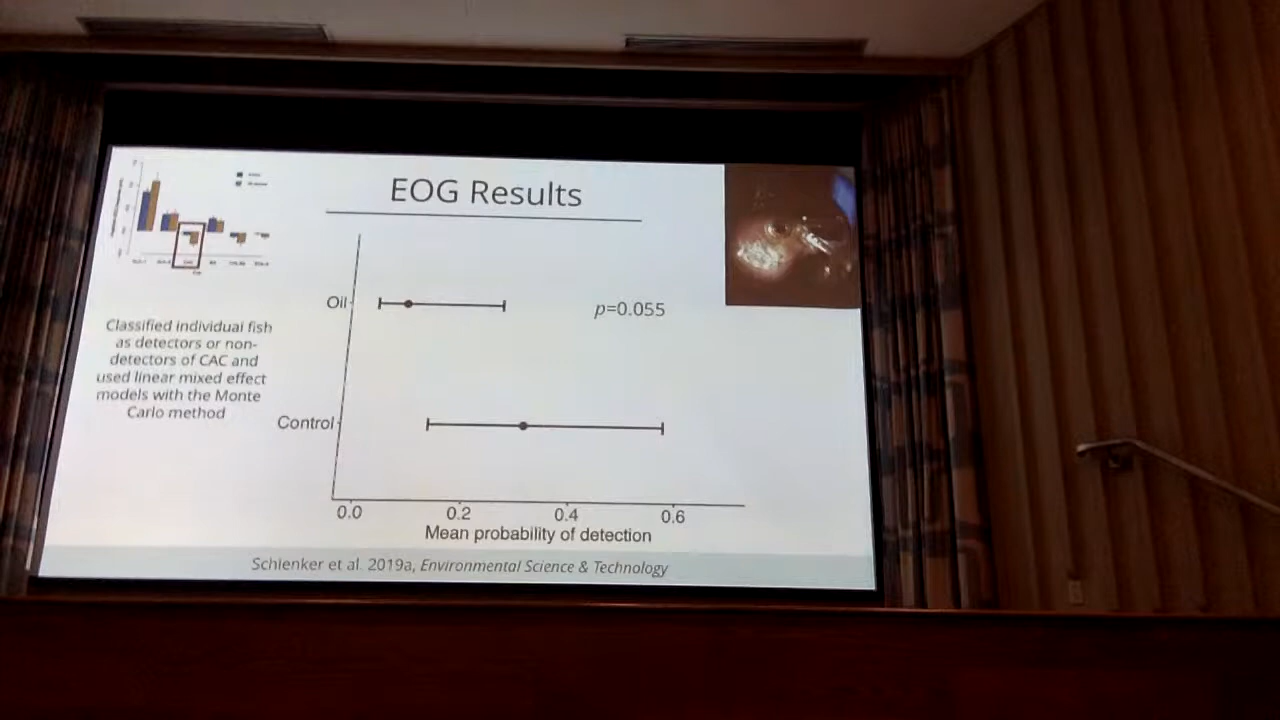 EOG Results
Oil
p=0.055
Classified individual fish
as detectors or non-
detectors of CAC and
used linear mixed effect
models with the Monte
Carlo method
Control
0.0 0.2 0.4 0.6
Mean probability of detection
Schlenker et al. 2019a, Environmental Science & Technology